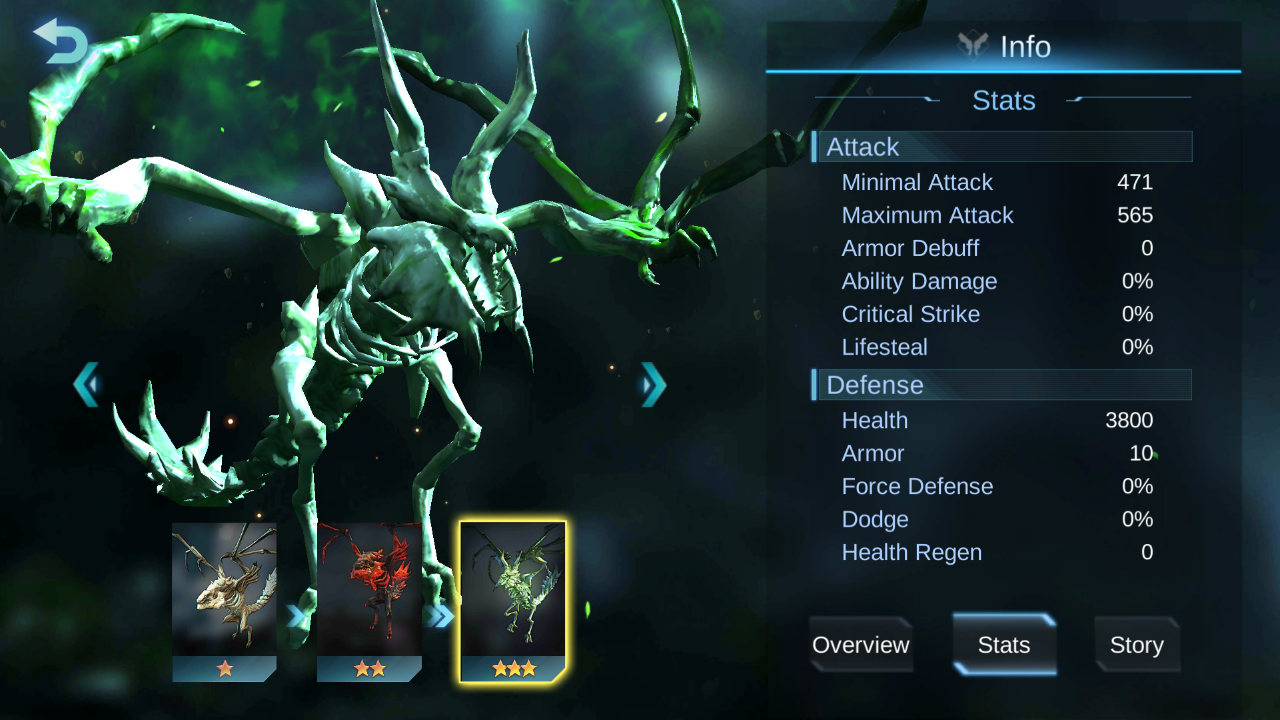 Info
Stats
Attack
Minimal Attack 471
Maximum Attack 565
Armor Debuff 0
Ability Damage 0%
Critical Strike 0%
Lifesteal 0%
Defense
Health 3800
Armor 10
Force Defense 0%
Dodge 0%
Health Regen 0
Overview Stats Story